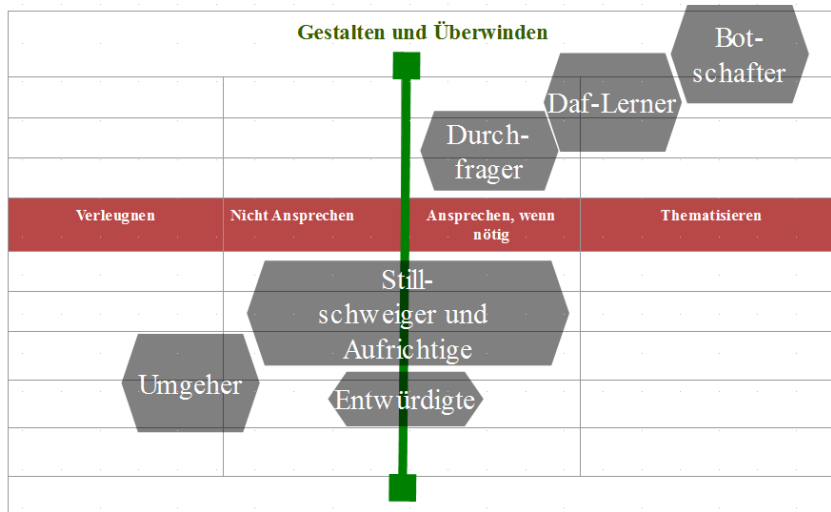 Gestalten und Überwinden
Bot-
schafter
Daf-Lerner
Durch-
frager
Verleugnen
Nicht Ansprechen
Ansprechen, wenn
nötig
Thematisieren
Still-
schweiger und
Aufrichtige
Umgeher
Entwürdigte